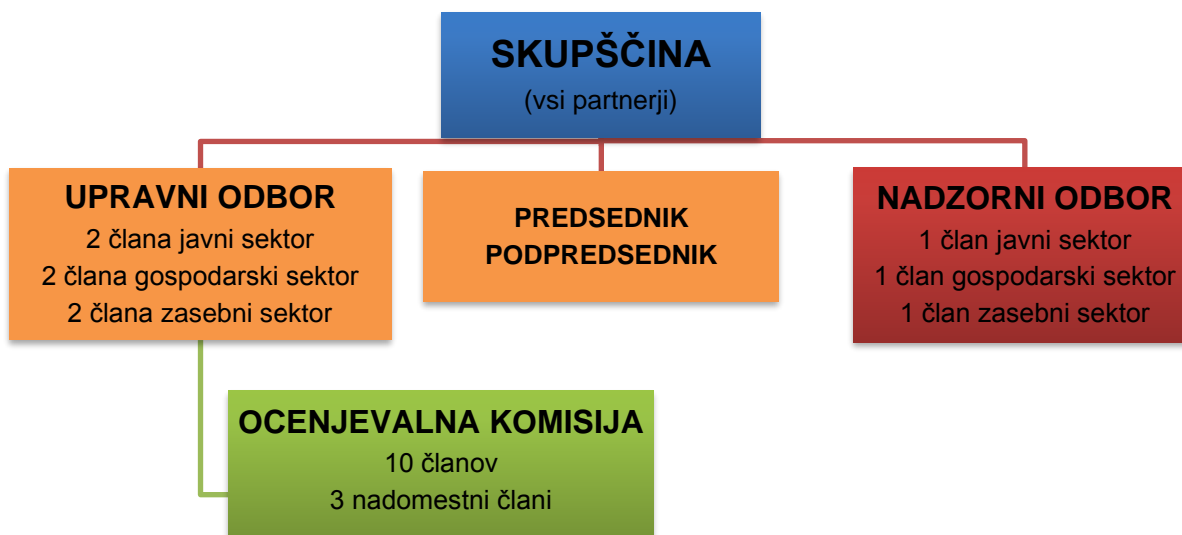 SKUPŠČINA
(vsi partnerji)
UPRAVNI ODBOR
2 člana javni sektor
2 člana gospodarski sektor
2 člana zasebni sektor
PREDSEDNIK
PODPREDSEDNIK
NADZORNI ODBOR
1 član javni sektor
1 član gospodarski sektor
1 član zasebni sektor
OCENJEVALNA KOMISIJA
10 članov
3 nadomestni člani